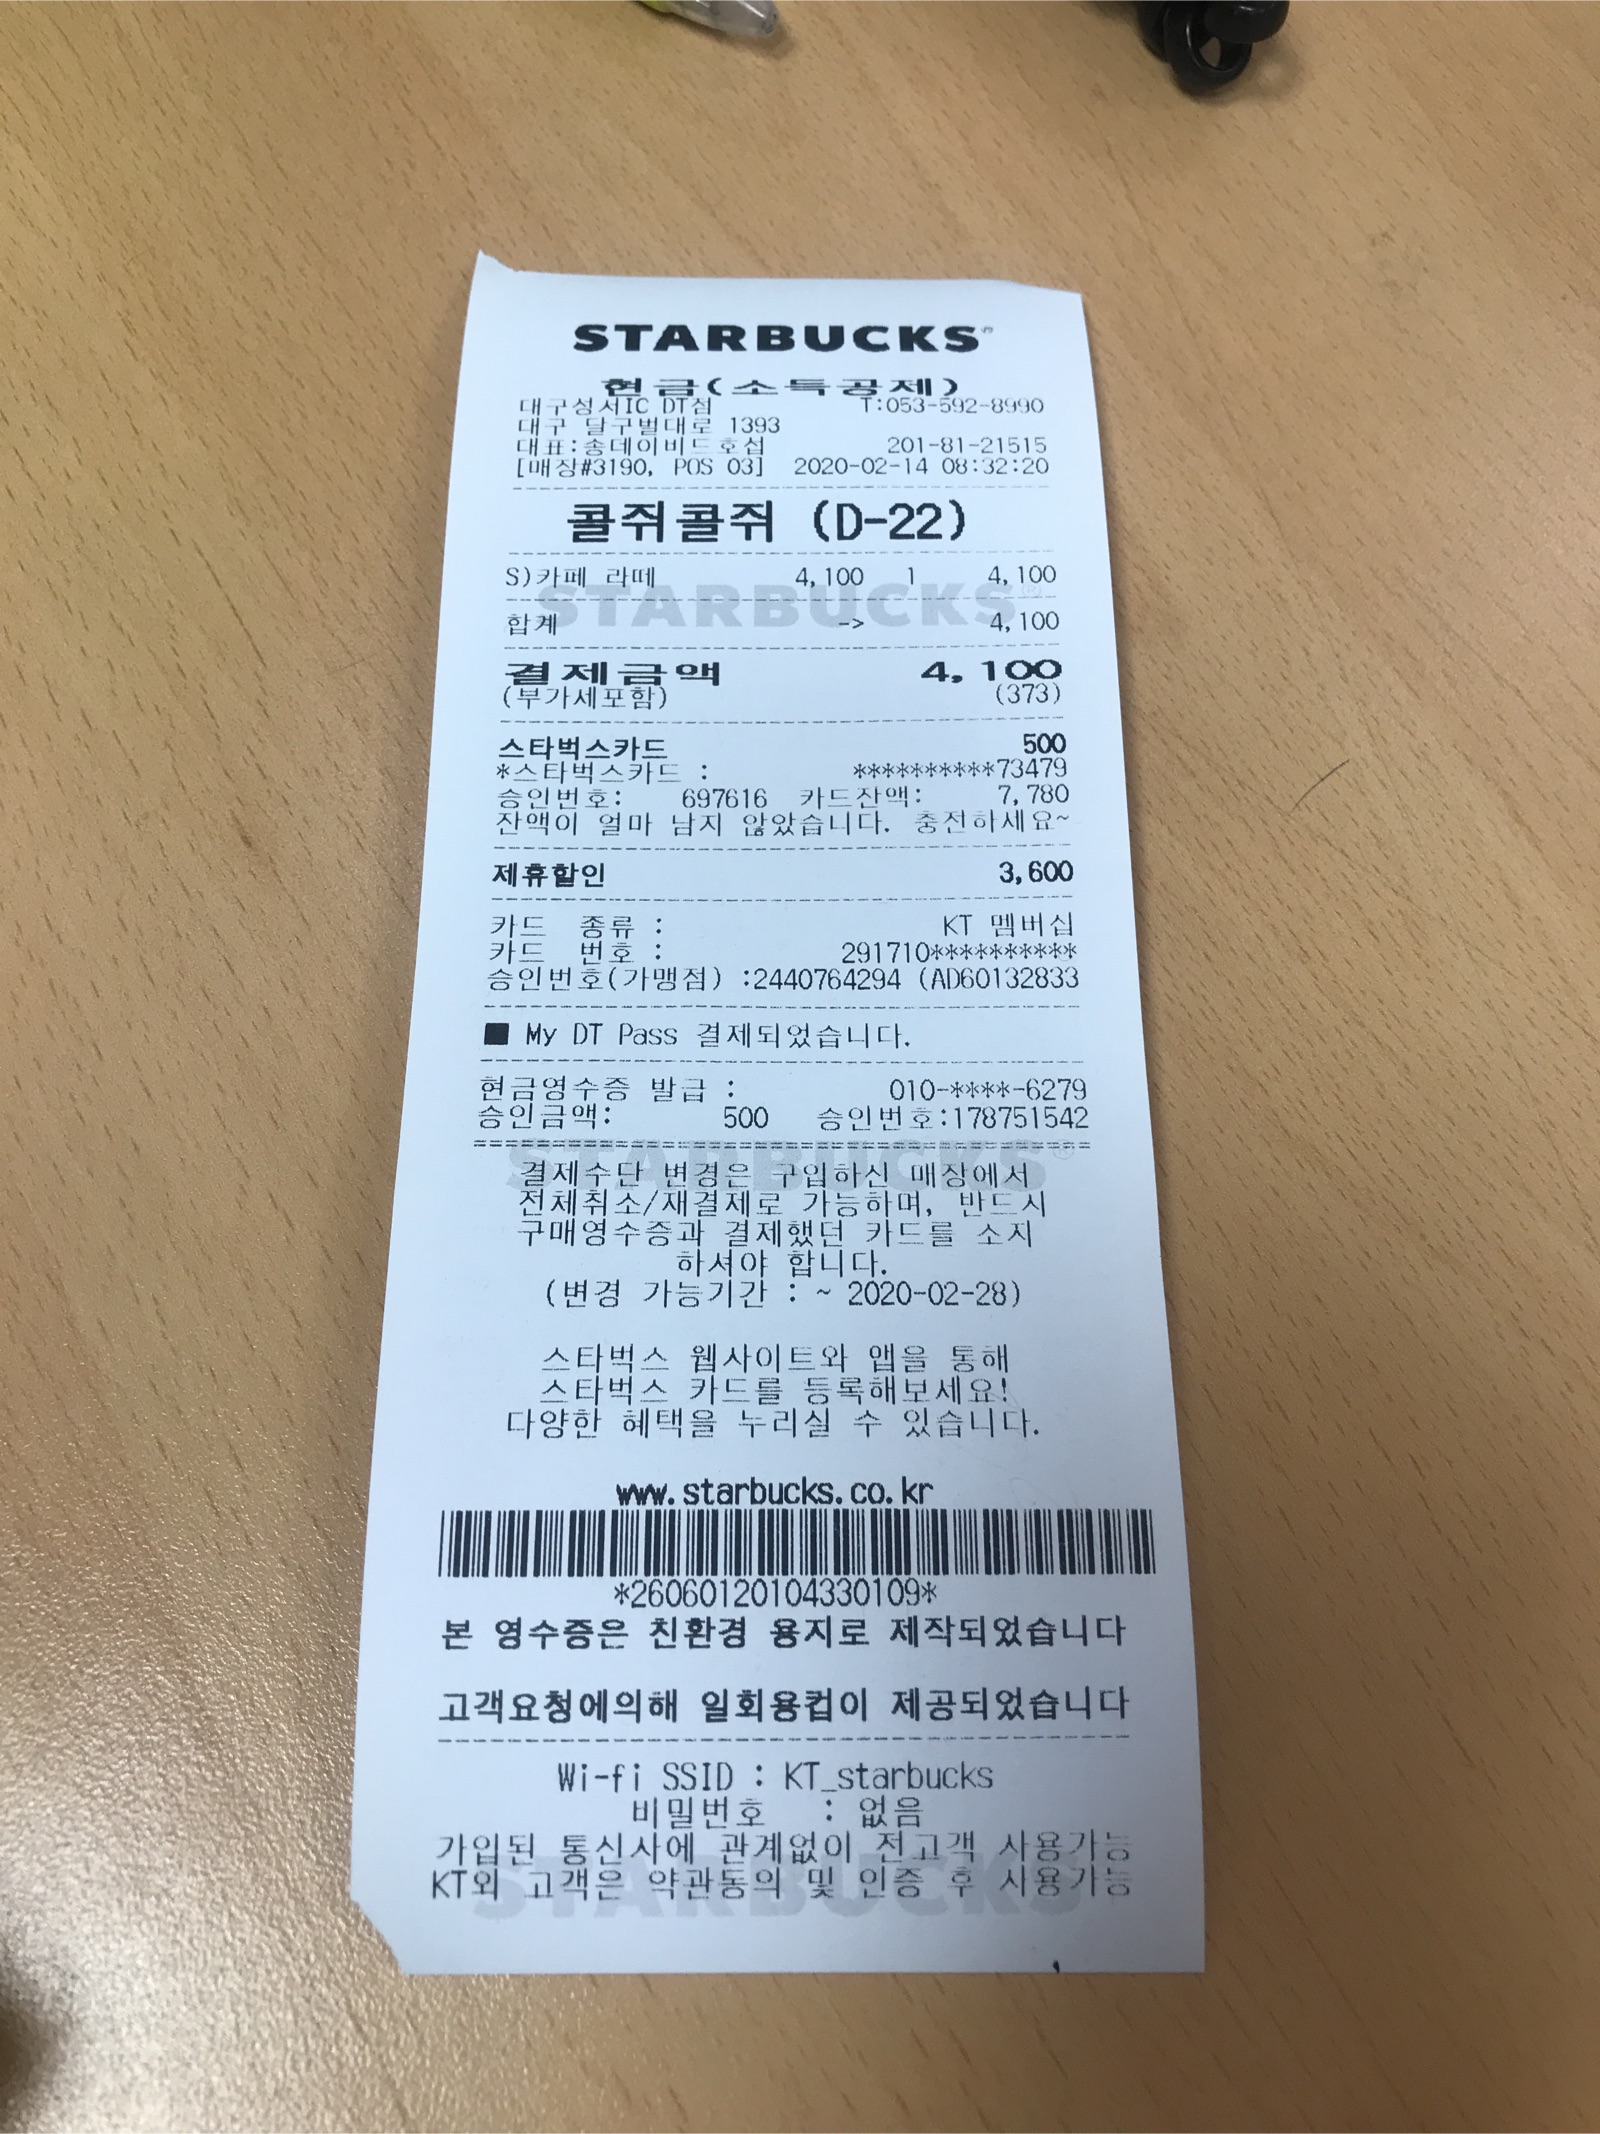 STARBUCKS
현금(소득공제)
대구성서IC DT점 T:053-592-8990
대구 달구벌대로 1393
대표:송데이비드호섭 201-81-21515
[매장#3190, POS 03] 2020-02-14 08:32:20
콜쥐콜쥐 (D-22)
S)카페 라떼 4,100 1 4,100
합계 -> 4,100
결제금액 4,100
(부가세포함) (373)
스타벅스카드 500
*스타벅스카드 : **********73479
승인번호: 697616 카드잔액: 7,780
잔액이 얼마 남지 않았습니다. 충전하세요~
제휴할인 3,600
카드 종류 : KT 멤버십
카드 번호 : 291710**********
승인번호(가맹점) :2440764294 (AD60132833
■ My DT Pass 결제되었습니다.
현금영수증 발급 : 010-****-6279
승인금액: 500 승인번호:178751542
결제수단 변경은 구입하신 매장에서
전체취소/재결제로 가능하며, 반드시
구매영수증과 결제했던 카드를 소지
하셔야 합니다.
(변경 가능기간 : ~ 2020-02-28)
스타벅스 웹사이트와 앱을 통해
스타벅스 카드를 등록해보세요!
다양한 혜택을 누리실 수 있습니다.
www.starbucks.co.kr
*26060120104330109*
본 영수증은 친환경 용지로 제작되었습니다
고객요청에의해 일회용컵이 제공되었습니다
Wi-fi SSID : KT_starbucks
비밀번호 : 없음
가입된 통신사에 관계없이 전고객 사용가능
KT외 고객은 약관동의 및 인증 후 사용가능